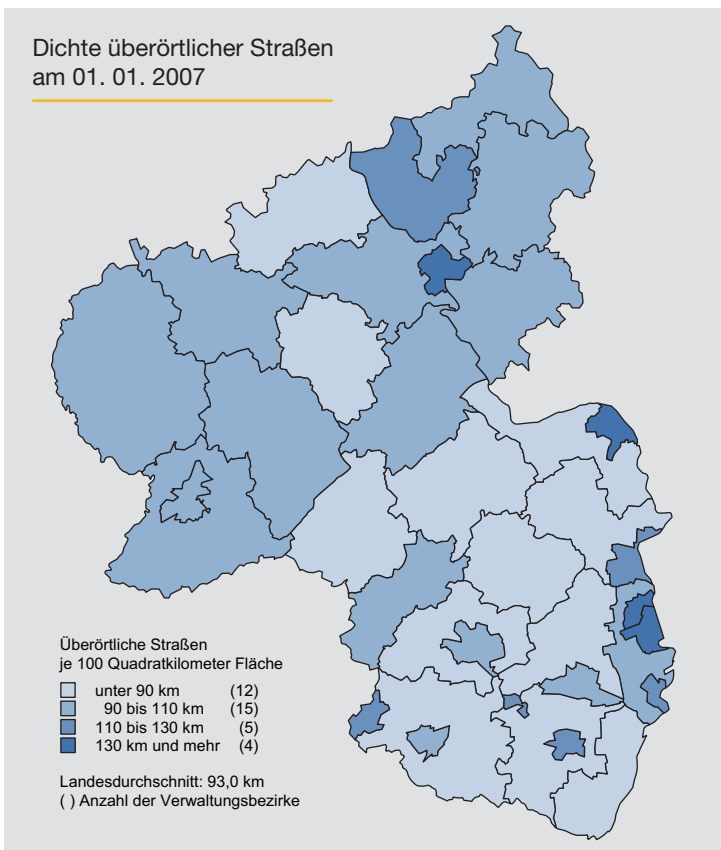 Dichte überörtlicher Straßen
am 01. 01. 2007
Überörtliche Straßen
je 100 Quadratkilometer Fläche
unter 90 km (12)
90 bis 110 km (15)
110 bis 130 km (5)
130 km und mehr (4)
Landesdurchschnitt: 93,0 km
( ) Anzahl der Verwaltungsbezirke